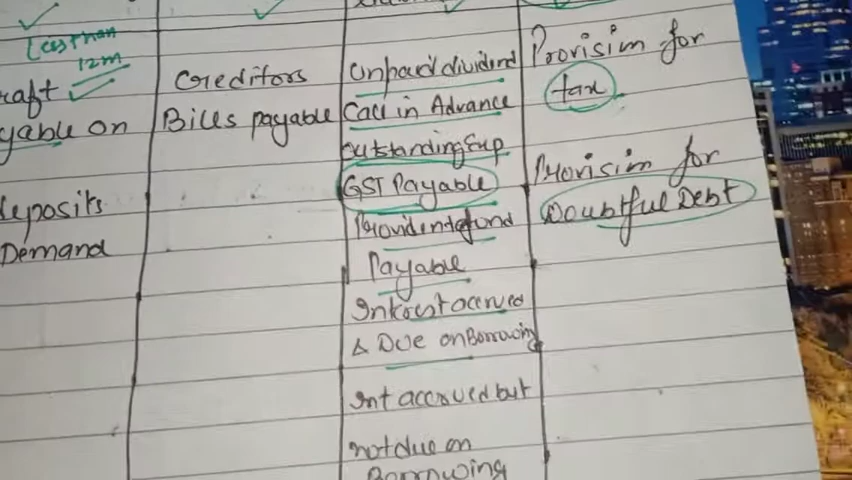 Less than
12m
raft
yable on
deposits
Demand
Creditors
Bills payable
Unpaid dividend
Call in Advance
Outstanding Exp
GST Payable
Provident fund
Payable
Interest accrued
& Due on Borrowing
Int accrued but
not due on
Borrowing
Provision for
tax
Provision for
Doubtful Debt